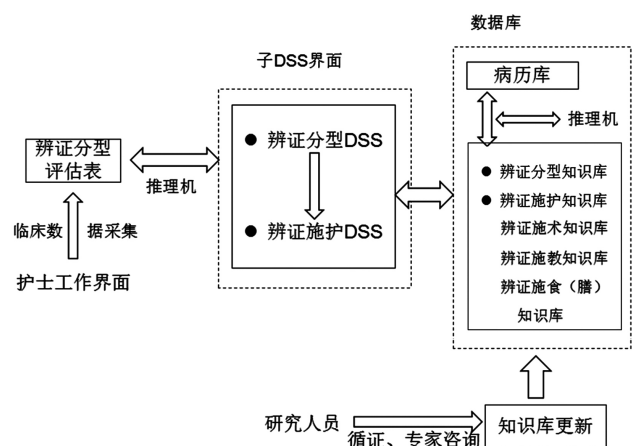 数据库
子DSS界面
病历库
推理机
辨证分型
评估表
推理机
● 辨证分型DSS
● 辨证施护DSS
● 辨证分型知识库
● 辨证施护知识库
辨证施术知识库
辨证施教知识库
辨证施食（膳）
知识库
临床数 据采集
护士工作界面
研究人员
循证、专家咨询
知识库更新